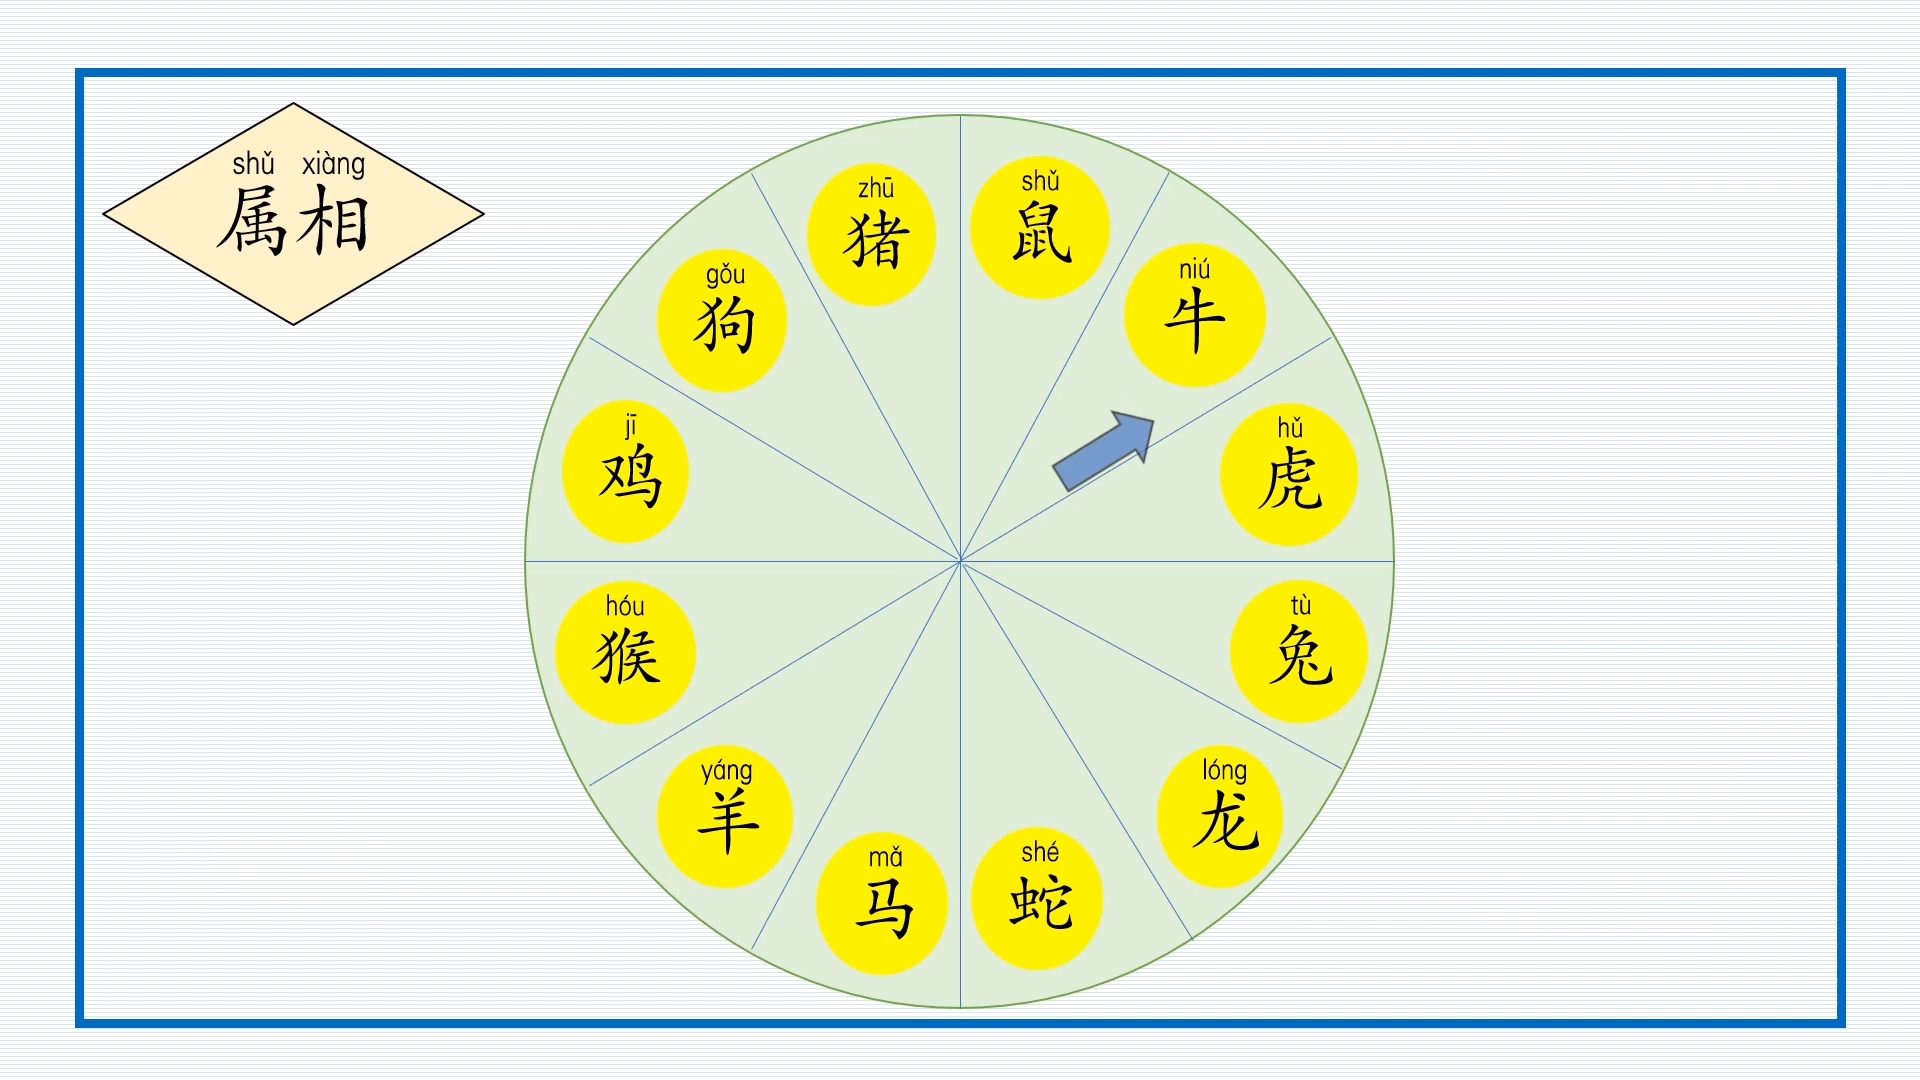 shǔ xiàng
属相
shǔ
鼠
niú
牛
hǔ
虎
tù
兔
lóng
龙
shé
蛇
mǎ
马
yáng
羊
hóu
猴
jī
鸡
gǒu
狗
zhū
猪